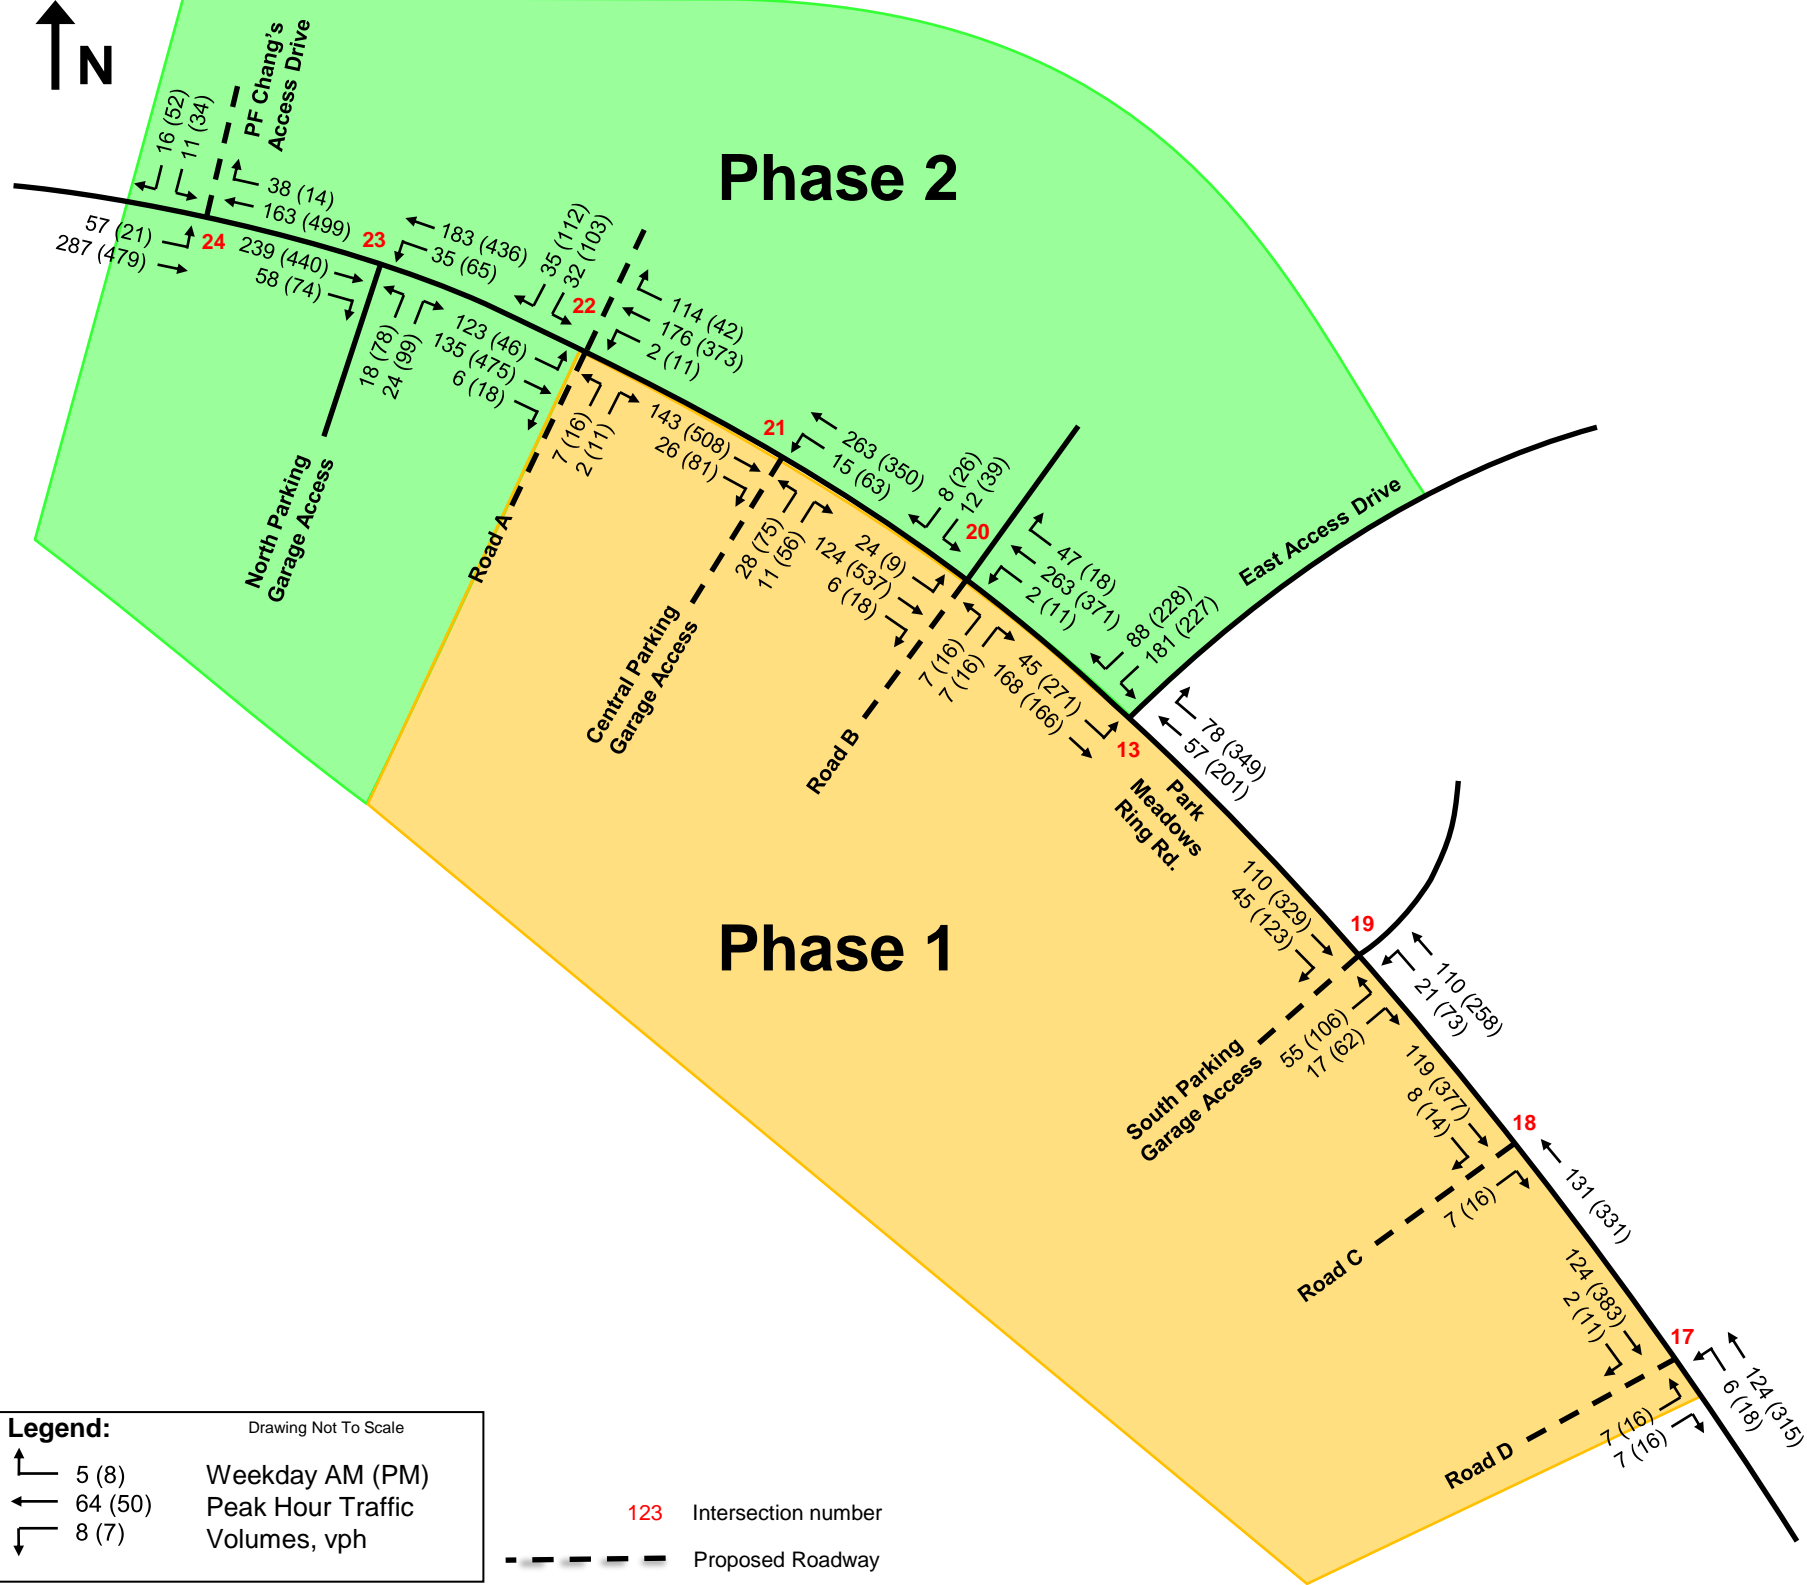 N
PF Chang's
Access Drive
Phase 2
16 (52)
11 (34)
38 (14)
163 (499)
57 (21)
287 (479)
24
239 (440)
58 (74)
23
183 (436)
35 (65)
18 (78)
24 (99)
North Parking
Garage Access
35 (112)
32 (103)
22
114 (42)
176 (373)
2 (11)
123 (46)
135 (475)
6 (18)
7 (16)
2 (11)
Road A
143 (508)
26 (81)
21
263 (350)
15 (63)
28 (75)
11 (56)
Central Parking
Garage Access
8 (26)
12 (39)
20
47 (18)
263 (371)
2 (11)
24 (9)
124 (537)
6 (18)
7 (16)
7 (16)
Road B
East Access Drive
88 (228)
181 (227)
45 (271)
168 (166)
13
78 (349)
57 (201)
Park
Meadows
Ring Rd.
Phase 1
110 (329)
45 (123)
19
110 (258)
21 (73)
55 (106)
17 (62)
South Parking
Garage Access
119 (377)
8 (14)
18
131 (331)
7 (16)
Road C
124 (383)
2 (11)
17
124 (315)
6 (18)
7 (16)
7 (16)
Road D
Legend:
Drawing Not To Scale
5 (8)
64 (50)
8 (7)
Weekday AM (PM)
Peak Hour Traffic
Volumes, vph
123 Intersection number
Proposed Roadway